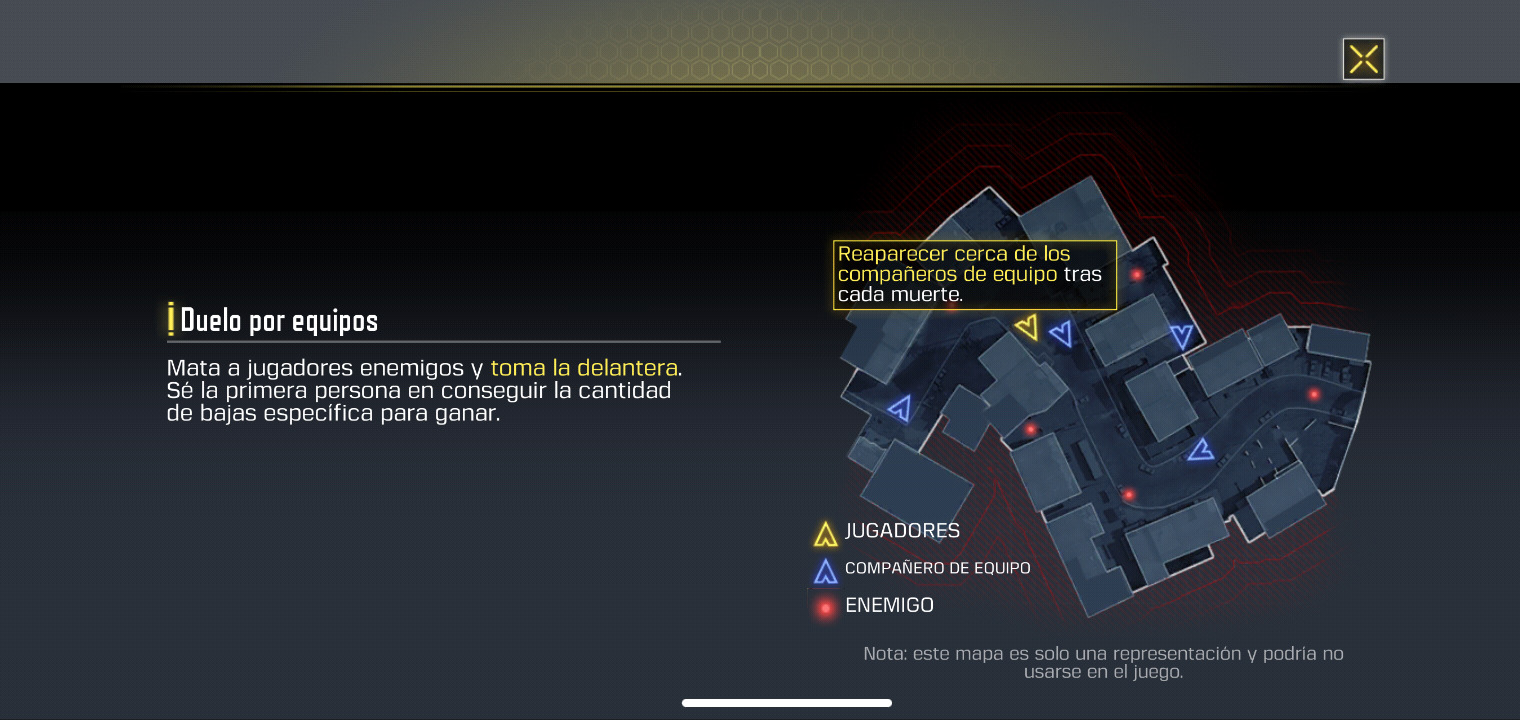 Duelo por equipos
Mata a jugadores enemigos y toma la delantera.
Sé la primera persona en conseguir la cantidad
de bajas específica para ganar.
Reaparecer cerca de los
compañeros de equipo tras
cada muerte.
JUGADORES
COMPAÑERO DE EQUIPO
ENEMIGO
Nota: este mapa es solo una representación y podría no
usarse en el juego.